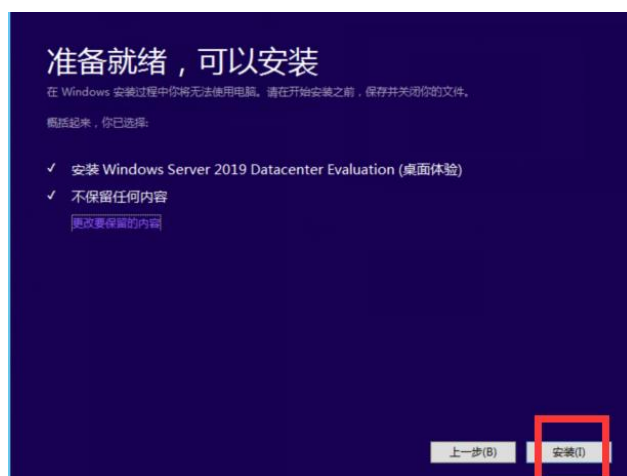 准备就绪，可以安装
在 Windows 安装过程中你将无法使用电脑。请在开始安装之前，保存并关闭你的文件。
概括起来，你已选择:
✓ 安装 Windows Server 2019 Datacenter Evaluation (桌面体验)
✓ 不保留任何内容
更改要保留的内容
上一步(B) 安装(I)